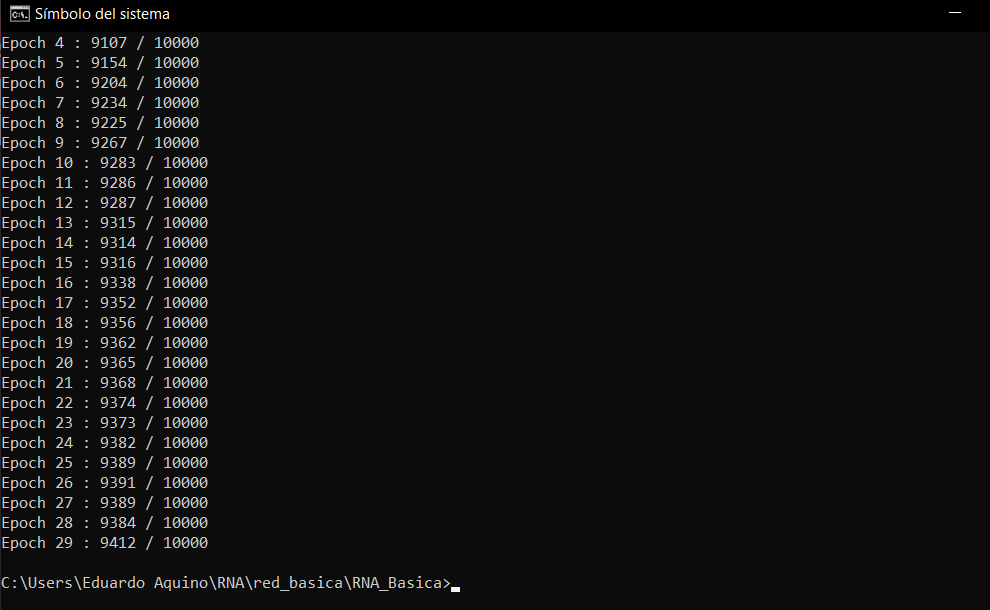 Símbolo del sistema
Epoch 4 : 9107 / 10000
Epoch 5 : 9154 / 10000
Epoch 6 : 9204 / 10000
Epoch 7 : 9234 / 10000
Epoch 8 : 9225 / 10000
Epoch 9 : 9267 / 10000
Epoch 10 : 9283 / 10000
Epoch 11 : 9286 / 10000
Epoch 12 : 9287 / 10000
Epoch 13 : 9315 / 10000
Epoch 14 : 9314 / 10000
Epoch 15 : 9316 / 10000
Epoch 16 : 9338 / 10000
Epoch 17 : 9352 / 10000
Epoch 18 : 9356 / 10000
Epoch 19 : 9362 / 10000
Epoch 20 : 9365 / 10000
Epoch 21 : 9368 / 10000
Epoch 22 : 9374 / 10000
Epoch 23 : 9373 / 10000
Epoch 24 : 9382 / 10000
Epoch 25 : 9389 / 10000
Epoch 26 : 9391 / 10000
Epoch 27 : 9389 / 10000
Epoch 28 : 9384 / 10000
Epoch 29 : 9412 / 10000
C:\Users\Eduardo Aquino\RNA\red_basica\RNA_Basica>